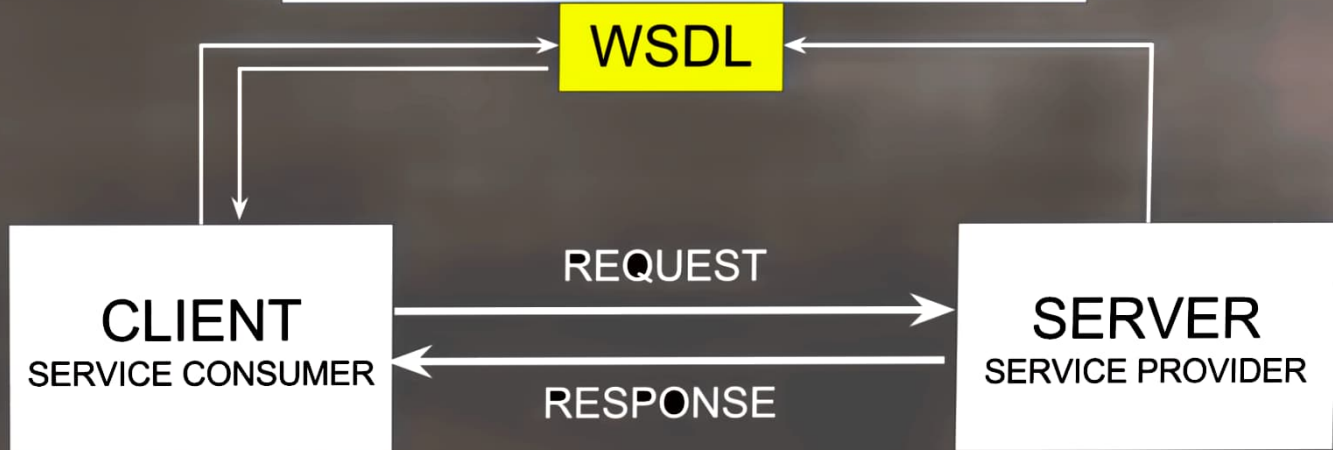 WSDL
REQUEST
CLIENT
SERVICE CONSUMER
SERVER
SERVICE PROVIDER
RESPONSE